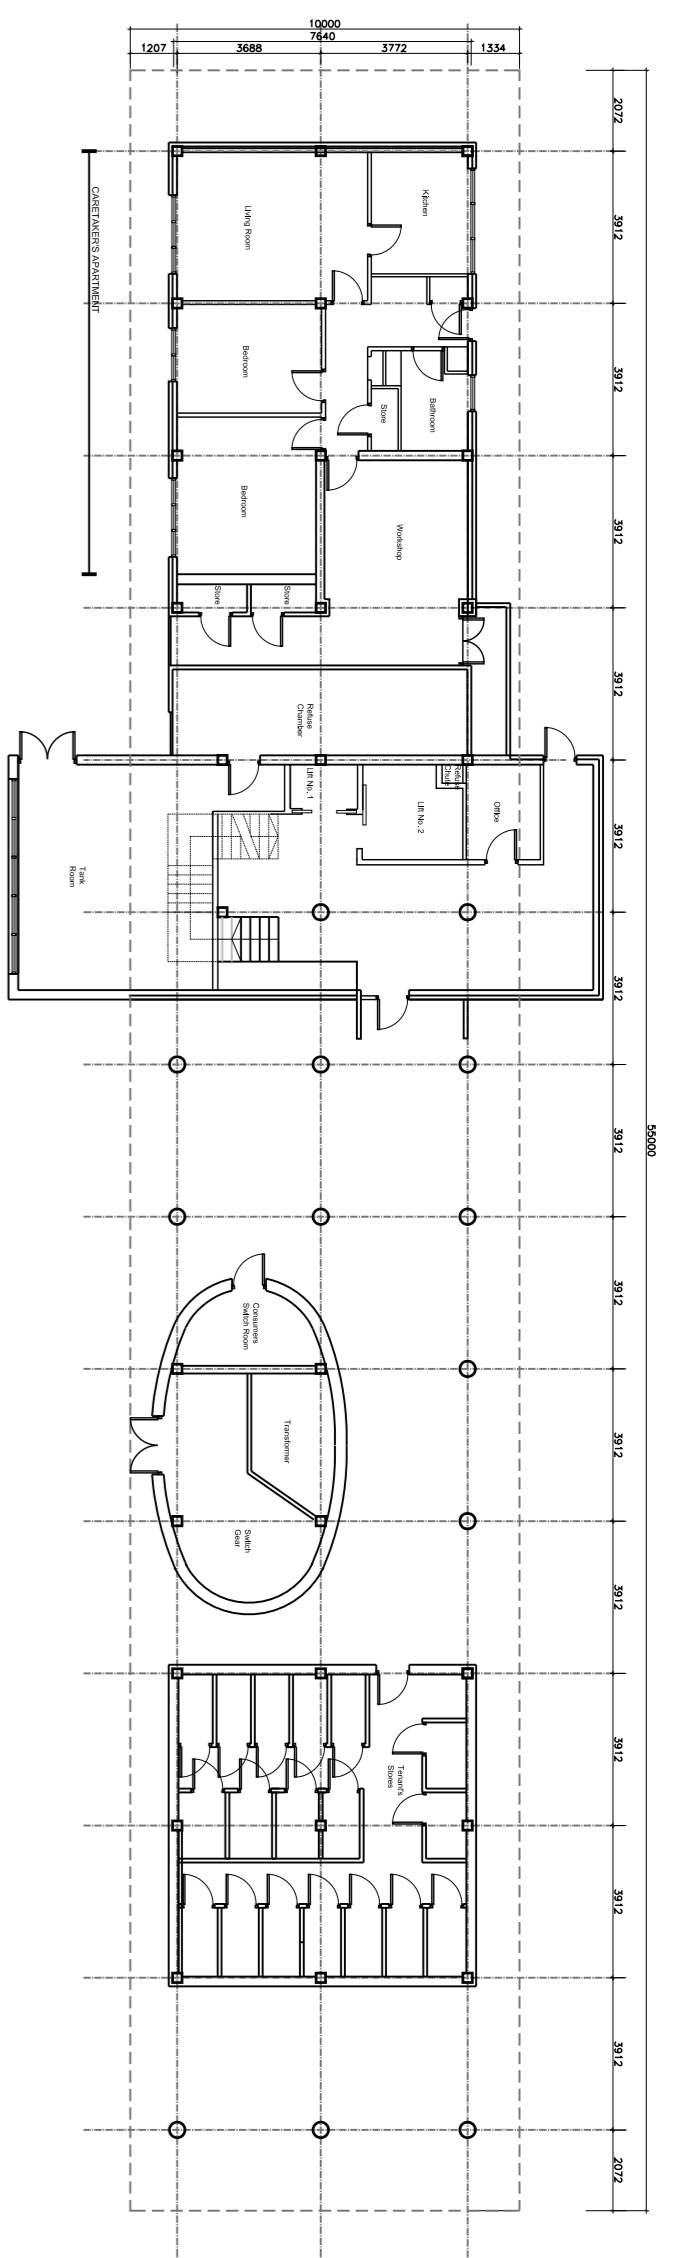 10000
7640
1207
3688
3772
1334
2072
CARETAKER'S APARTMENT
Living Room
Kitchen
3912
Bedroom
Store
Bathroom
3912
Bedroom
Workshop
3912
Store
Store
3912
Refuse
Chamber
Lift No. 1
Refuse
Chute
Lift No. 2
Office
3912
Tank
Room
3912
55000
3912
Consumers
Switch Room
3912
Transformer
3912
Switch
Gear
3912
Tenant's
Stores
3912
3912
3912
2072